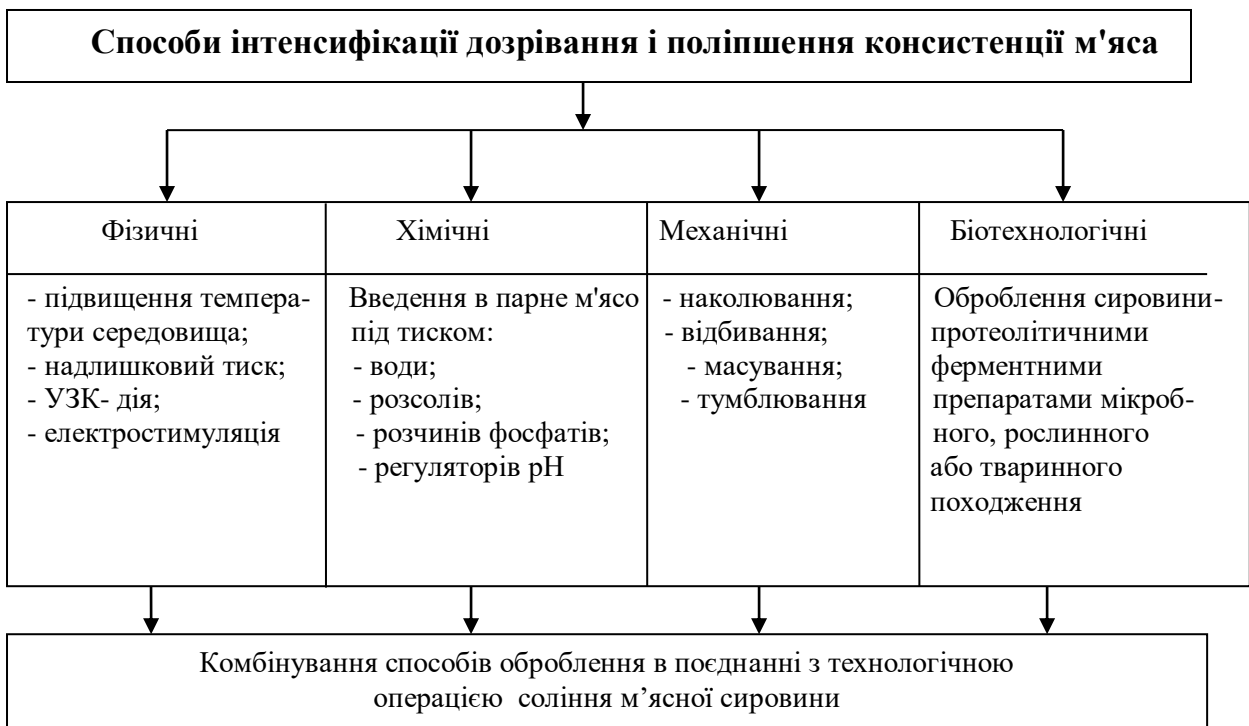 Способи інтенсифікації дозрівання і поліпшення консистенції м'яса
Фізичні
- підвищення темпера-
тури середовища;
- надлишковий тиск;
- УЗК- дія;
- електростимуляція
Хімічні
Введення в парне м'ясо
під тиском:
- води;
- розсолів;
- розчинів фосфатів;
- регуляторів рН
Механічні
- наколювання;
- відбивання;
- масування;
- тумблювання
Біотехнологічні
Оброблення сировини-
протеолітичними
ферментними
препаратами мікроб-
ного, рослинного
або тваринного
походження
Комбінування способів оброблення в поєднанні з технологічною
операцією соління м’ясної сировини